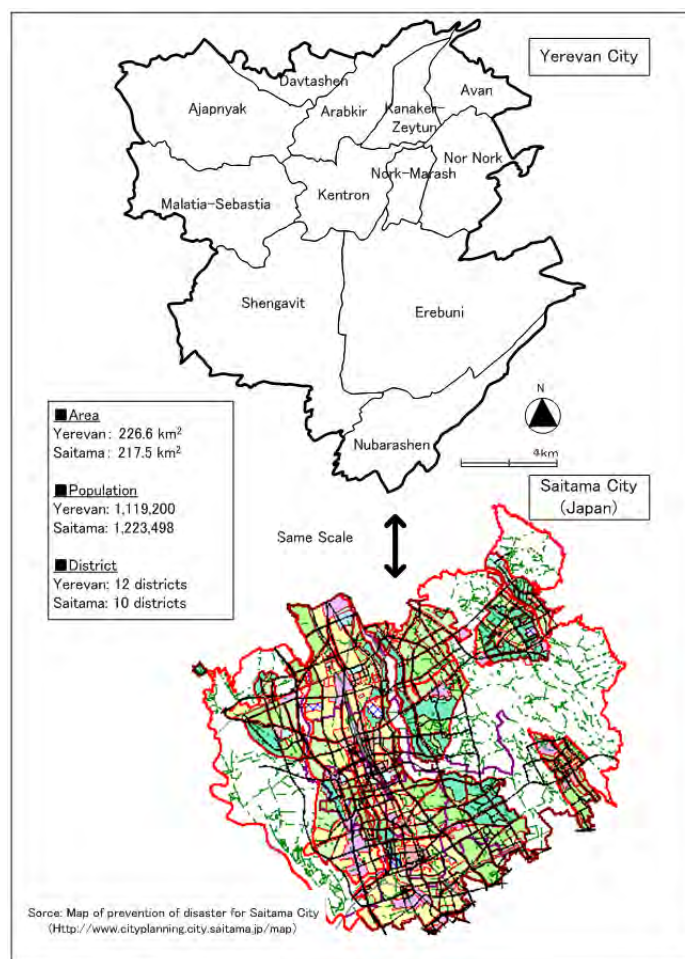 Yerevan City
Davtashen
Avan
Ajapnyak
Arabkir
Kanaker-
Zeytun
Nor Nork
Nork-Marash
Malatia-Sebastia
Kentron
Shengavit
Erebuni
Nubarashen
N
4km
■Area
Yerevan: 226.6 km²
Saitama: 217.5 km²
■Population
Yerevan: 1,119,200
Saitama: 1,223,498
■District
Yerevan: 12 districts
Saitama: 10 districts
Same Scale
Saitama City
(Japan)
Sorce: Map of prevention of disaster for Saitama City
(Http://www.cityplanning.city.saitama.jp/map)